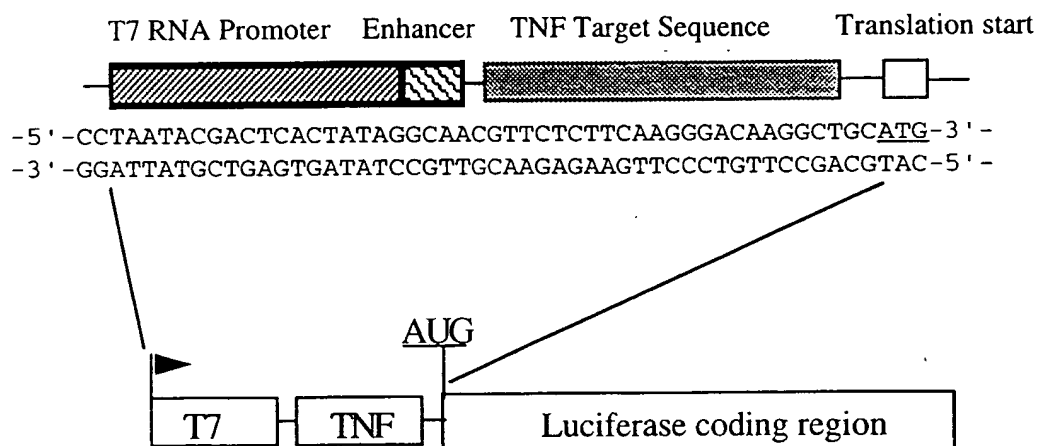 T7 RNA Promoter Enhancer TNF Target Sequence Translation start
-5'-CCTAATACGACTCACTATAGGCAACGTTCTCTTCAAGGGACAAGGCTGCATG-3'-
-3'-GGATTATGCTGAGTGATATCCGTTGCAAGAGAAGTTCCCTGTTCCGACGTAC-5'-
AUG
T7 TNF Luciferase coding region